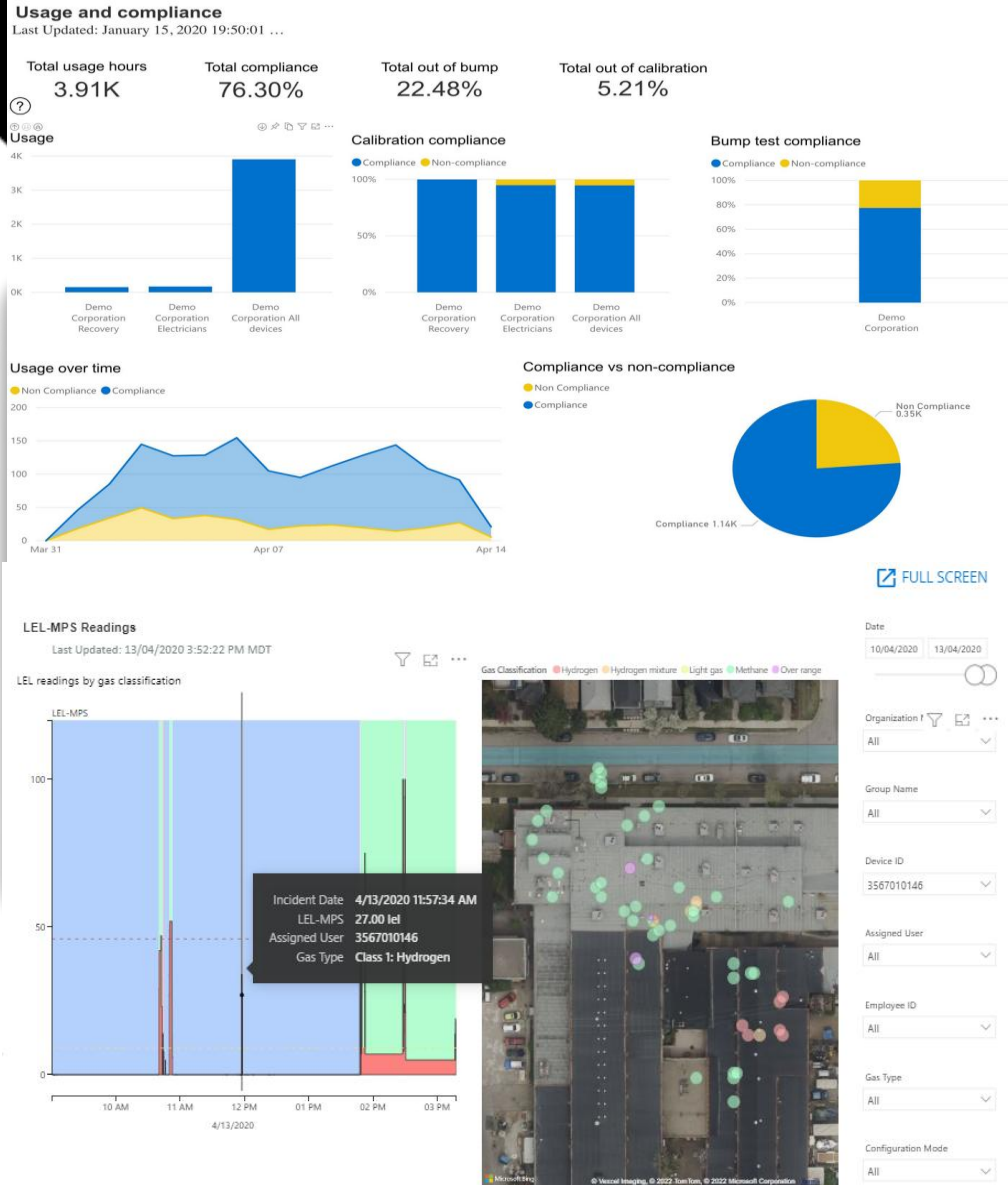 Usage and compliance
Last Updated: January 15, 2020 19:50:01 ...
Total usage hours
3.91K
Total compliance
76.30%
Total out of bump
22.48%
Total out of calibration
5.21%
?
Usage
4K
3K
2K
1K
0K
Demo
Corporation
Recovery
Demo
Corporation
Electricians
Demo
Corporation All
devices
Calibration compliance
Compliance Non-compliance
100%
50%
0%
Demo
Corporation
Recovery
Demo
Corporation
Electricians
Demo
Corporation All
devices
Bump test compliance
Compliance Non-compliance
100%
80%
60%
40%
20%
0%
Demo
Corporation
Usage over time
Non Compliance Compliance
200
150
100
50
0
Mar 31
Apr 07
Apr 14
Compliance vs non-compliance
Non Compliance
Compliance
Non Compliance
0.35K
Compliance 1.14K
FULL SCREEN
LEL-MPS Readings
Last Updated: 13/04/2020 3:52:22 PM MDT
LEL readings by gas classification
LEL-MPS
100
50
0
10 AM
11 AM
12 PM
01 PM
02 PM
03 PM
4/13/2020
Incident Date 4/13/2020 11:57:34 AM
LEL-MPS 27.00 lel
Assigned User 3567010146
Gas Type Class 1: Hydrogen
Gas Classification Hydrogen Hydrogen mixture Light gas Methane Over range
Microsoft Bing
© Vexcel Imaging, © 2022 TomTom, © 2022 Microsoft Corporation
Date
10/04/2020 13/04/2020
Organization
All
Group Name
All
Device ID
3567010146
Assigned User
All
Employee ID
All
Gas Type
All
Configuration Mode
All